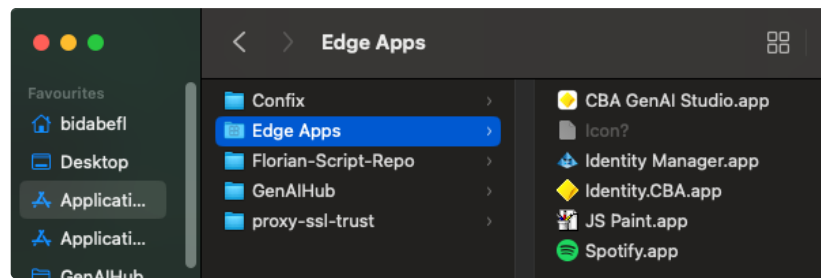 Edge Apps
Favourites
bidabefl
Desktop
Applicati...
Applicati...
GenAIHub
Confix
Edge Apps
Florian-Script-Repo
GenAIHub
proxy-ssl-trust
CBA GenAI Studio.app
Icon?
Identity Manager.app
Identity.CBA.app
JS Paint.app
Spotify.app